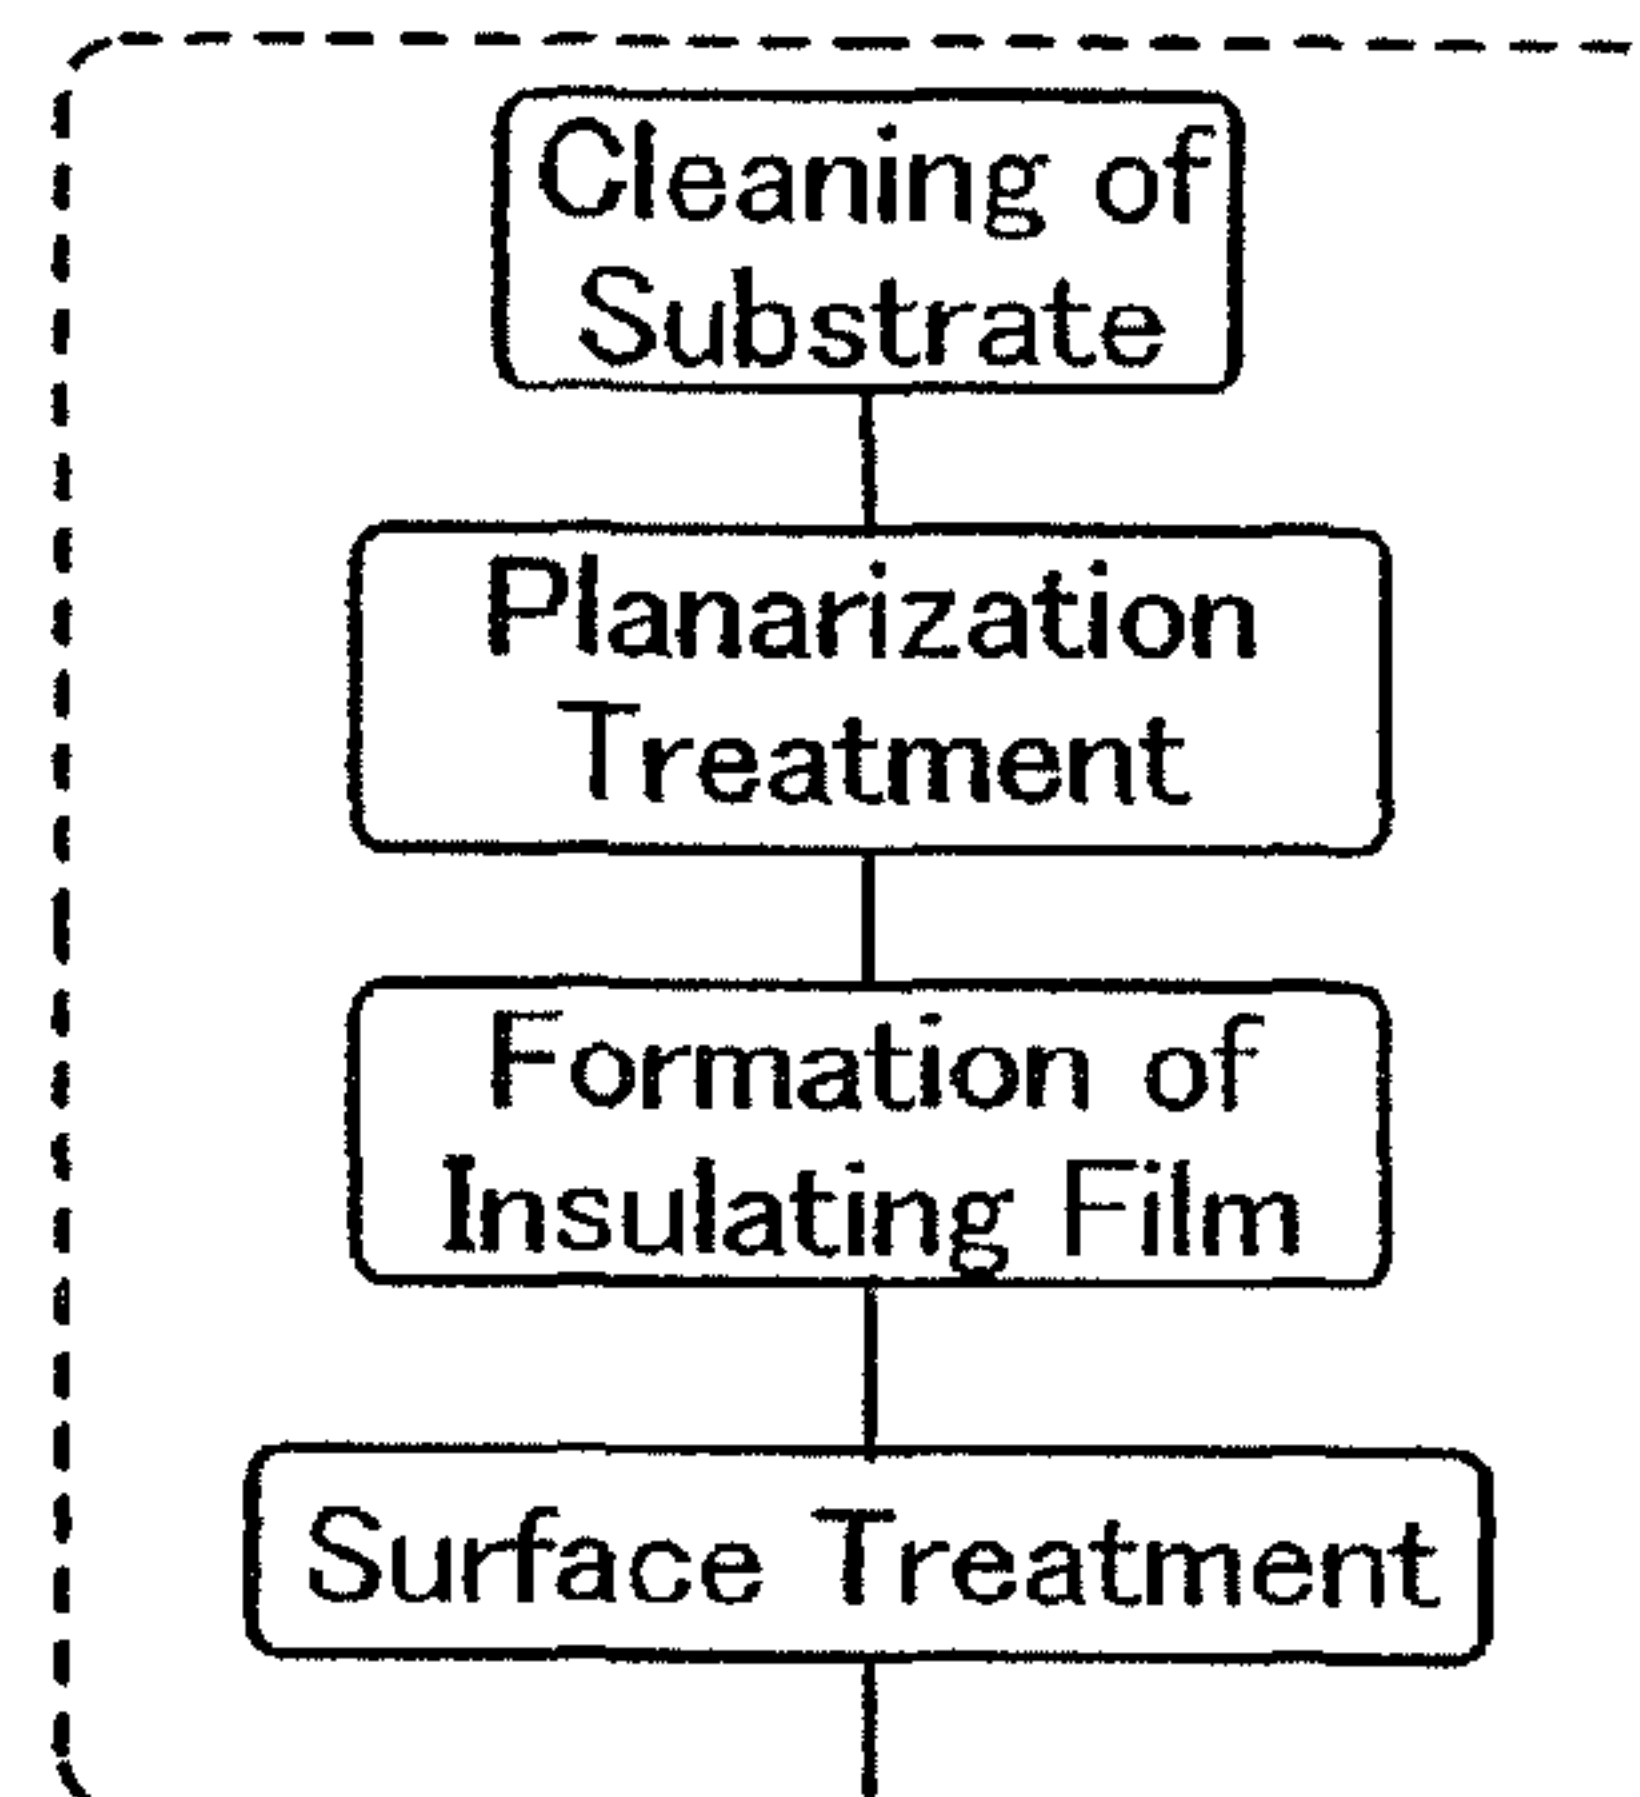 Cleaning of
Substrate
Planarization
Treatment
Formation of
Insulating Film
Surface Treatment